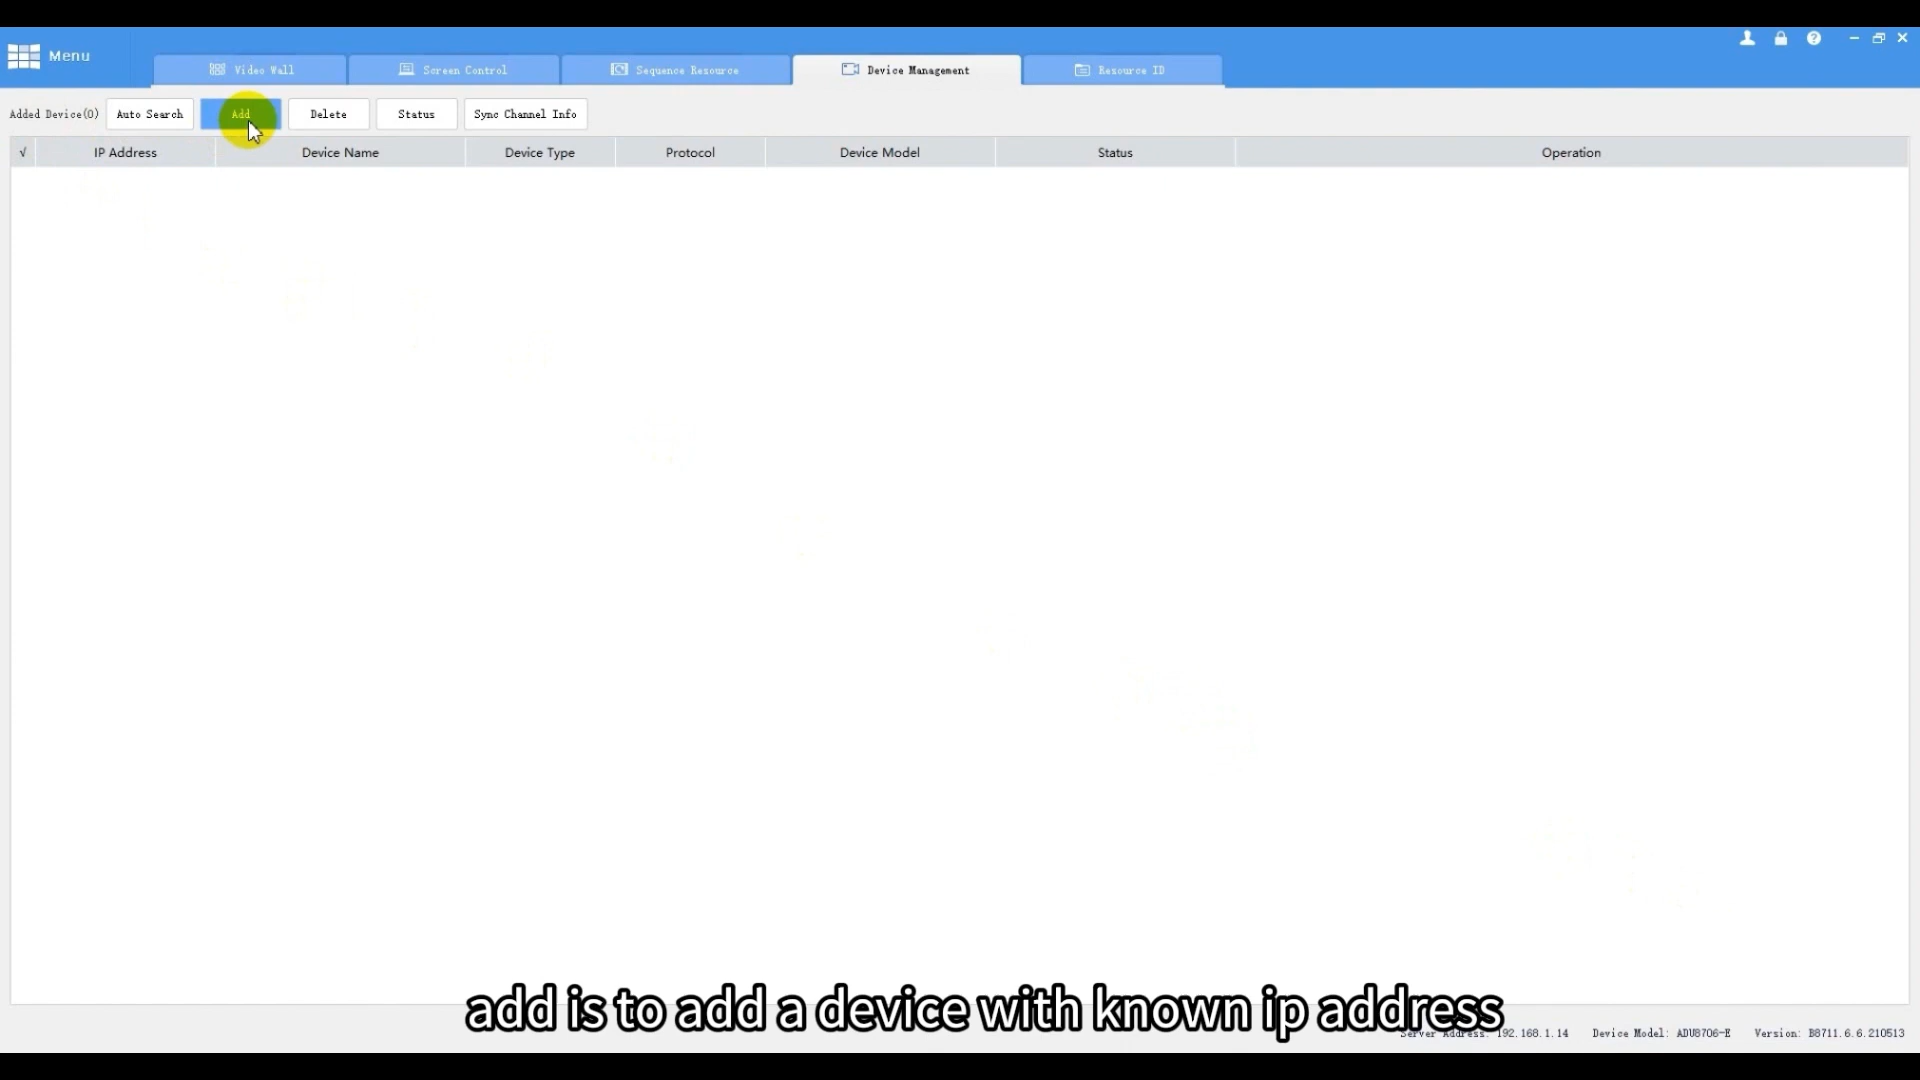 Menu
Video Wall
Screen Control
Sequence Resource
Device Management
Resource ID
Added Device(0)
Auto Search
Add
Delete
Status
Sync Channel Info
√
IP Address
Device Name
Device Type
Protocol
Device Model
Status
Operation
add is to add a device with known ip address
Server Address: 192.168.1.14
Device Model: ADU8706-E
Version: B8711.6.6.210513